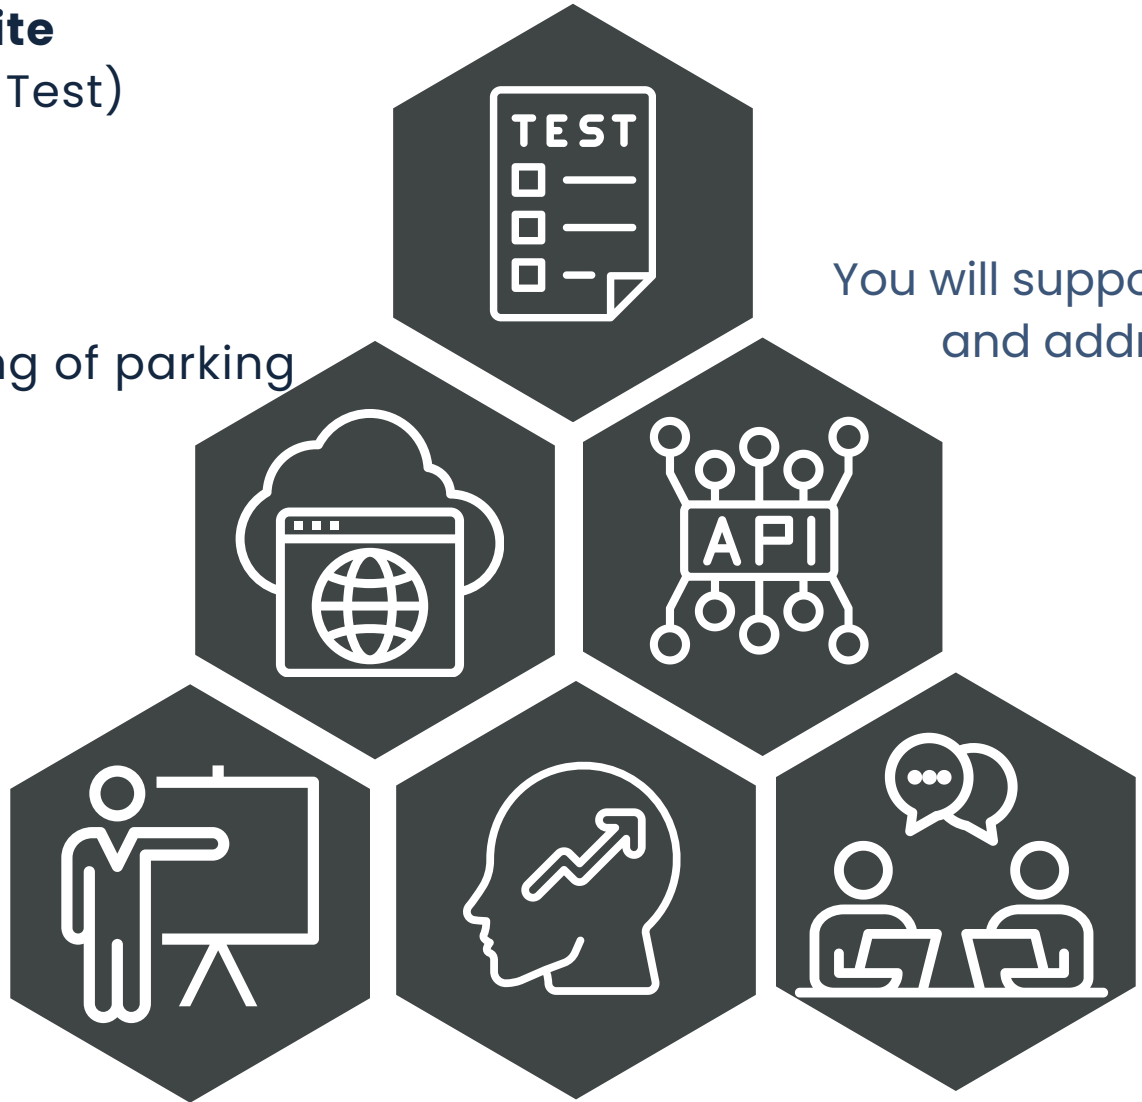 ite
Test)
TEST
You will suppo
and addr
ng of parking
API